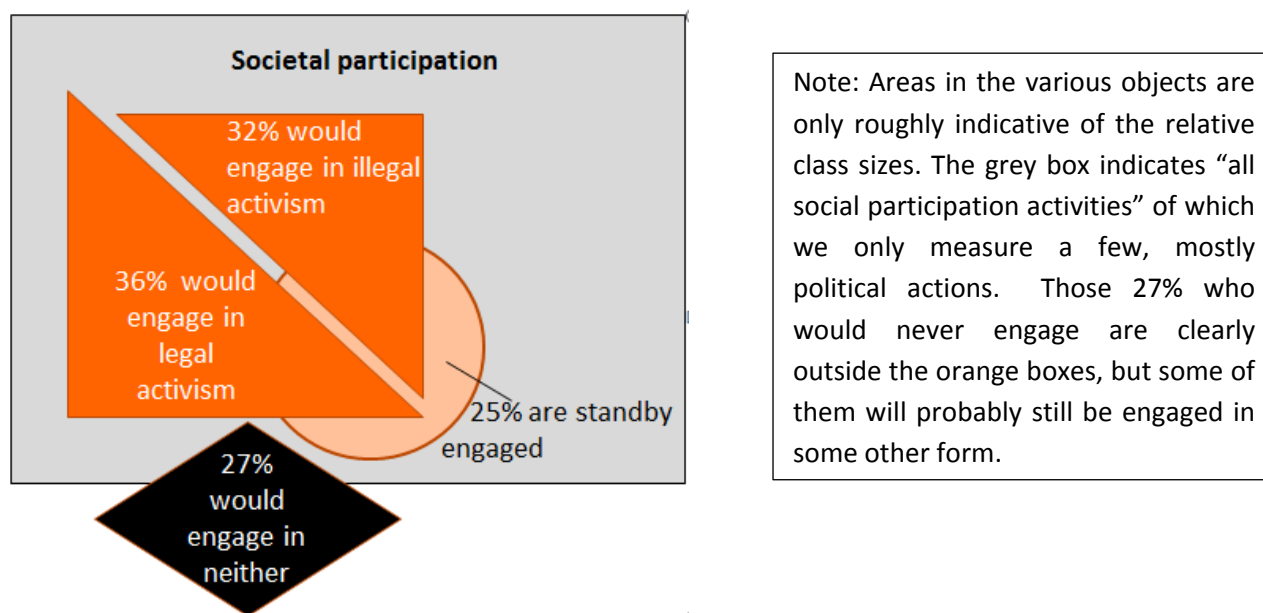 Societal participation
32% would
engage in illegal
activism
36% would
engage in
legal
activism
25% are standby
engaged
27%
would
engage in
neither
Note: Areas in the various objects are
only roughly indicative of the relative
class sizes. The grey box indicates “all
social participation activities” of which
we only measure a few, mostly
political actions. Those 27% who
would never engage are clearly
outside the orange boxes, but some of
them will probably still be engaged in
some other form.